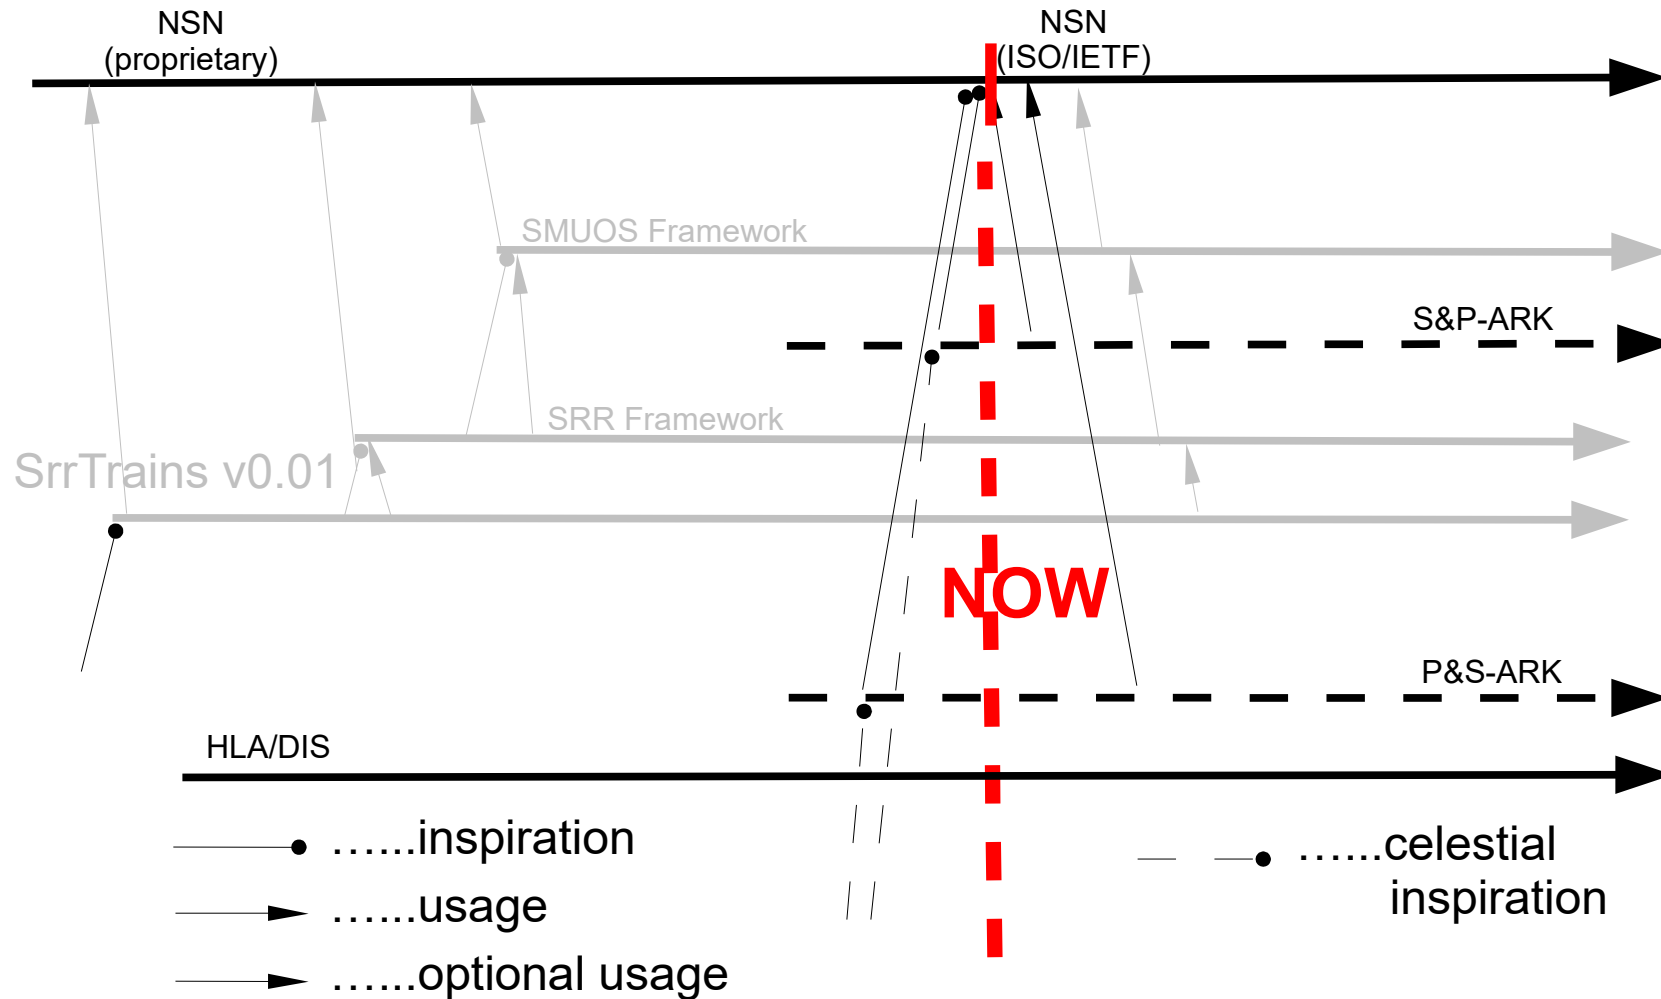 NSN
(proprietary)
NSN
(ISO/IETF)
SMUOS Framework
S&P-ARK
SRR Framework
SrrTrains v0.01
NOW
P&S-ARK
HLA/DIS
…...inspiration
…...usage
…...optional usage
…...celestial
inspiration